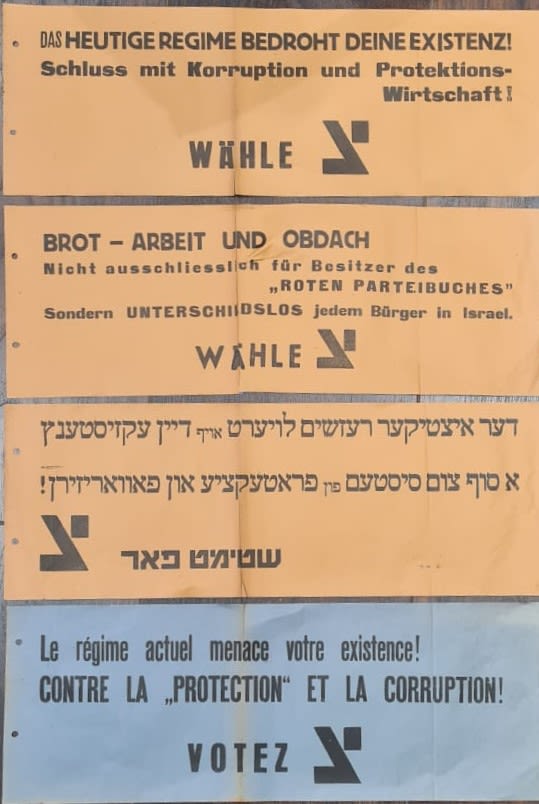 DAS HEUTIGE REGIME BEDROHT DEINE EXISTENZ!
Schluss mit Korruption und Protektions-
Wirtschaft!
WÄHLE צ
BROT – ARBEIT UND OBDACH
Nicht ausschliesslich für Besitzer des
„ROTEN PARTEIBUCHES”
Sondern UNTERSCHIIDSLOS jedem Bürger in Israel.
WÄHLE צ
דער איצטיקער רעזשים לויערט אויף דיין עקזיסטענץ
א סוף צום סיסטעם פון פראטעקציע און פאוואריזירן!
שטימט פאר צ
Le régime actuel menace votre existence!
CONTRE LA „PROTECTION“ ET LA CORRUPTION!
VOTEZ צ